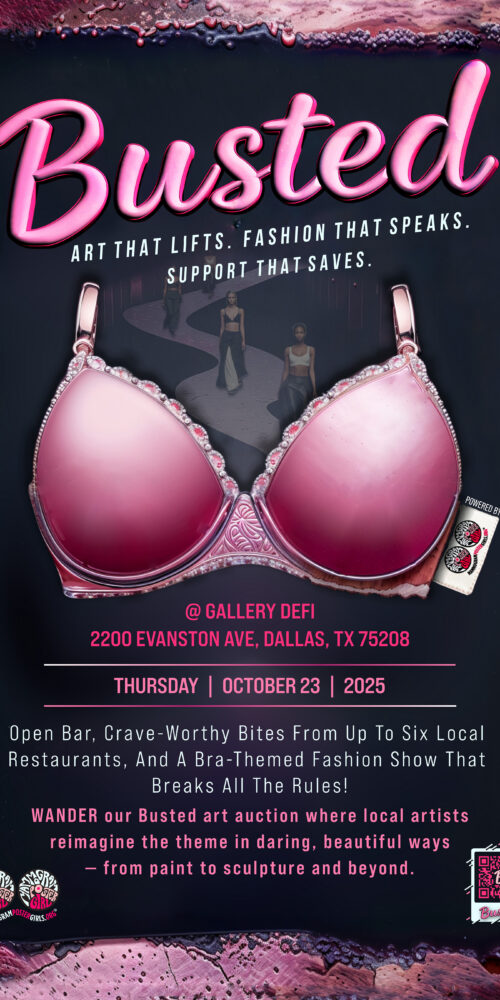 Busted
ART THAT LIFTS. FASHION THAT SPEAKS.
SUPPORT THAT SAVES.
POWERED BY
@ GALLERY DEFI
2200 EVANSTON AVE, DALLAS, TX 75208
THURSDAY | OCTOBER 23 | 2025
Open Bar, Crave-Worthy Bites From Up To Six Local
Restaurants, And A Bra-Themed Fashion Show That
Breaks All The Rules!
WANDER our Busted art auction where local artists
reimagine the theme in daring, beautiful ways
– from paint to sculpture and beyond.